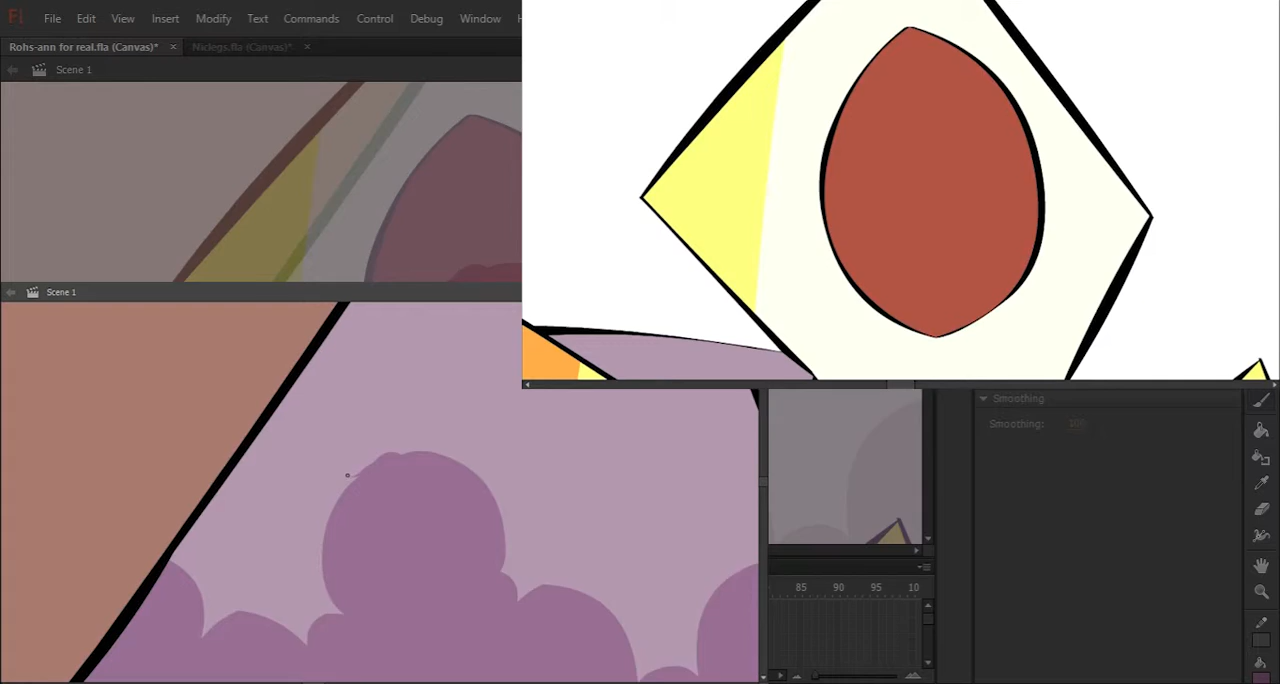 Fl File Edit View Insert Modify Text Commands Control Debug Window
Rohs-ann for real.fla (Canvas)* × Niclegs.fla (Canvas)* ×
Scene 1
Scene 1
Smoothing
Smoothing: 100
85 90 95 10